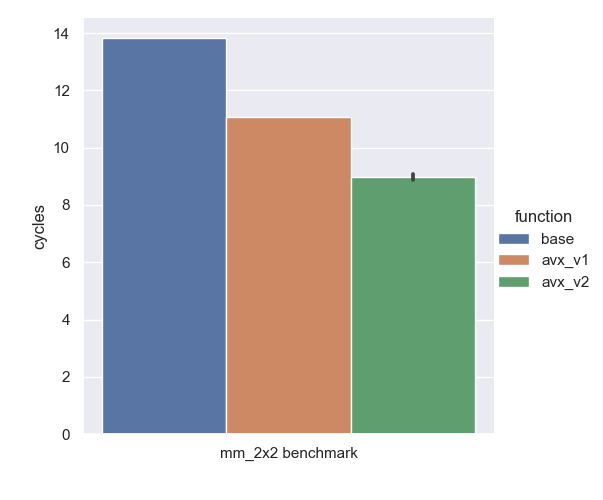 14
12
10
8
6
4
2
0
cycles
mm_2x2 benchmark
function
base
avx_v1
avx_v2